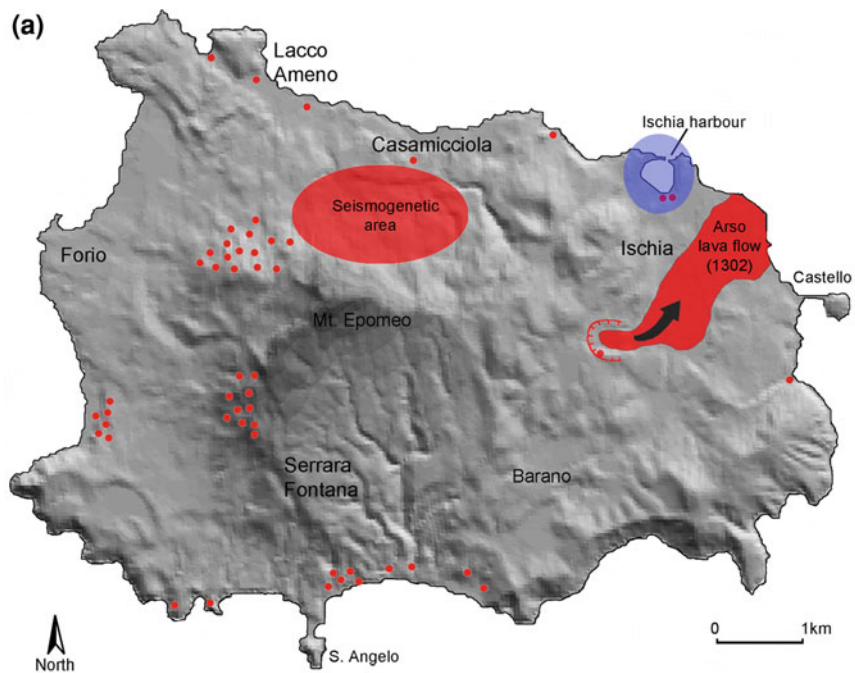 (a)
Lacco
Ameno
Ischia harbour
Casamicciola
Seismogenetic
area
Forio
Ischia
Arso
lava flow
(1302)
Castello
Mt. Epomeo
Serrara
Fontana
Barano
North
S. Angelo
0 1km